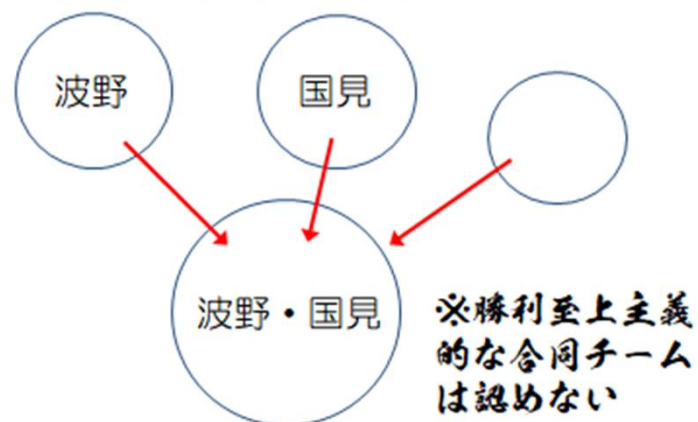 波野
国見
波野・国見
※勝利至上主義
的な合同チーム
は認めない